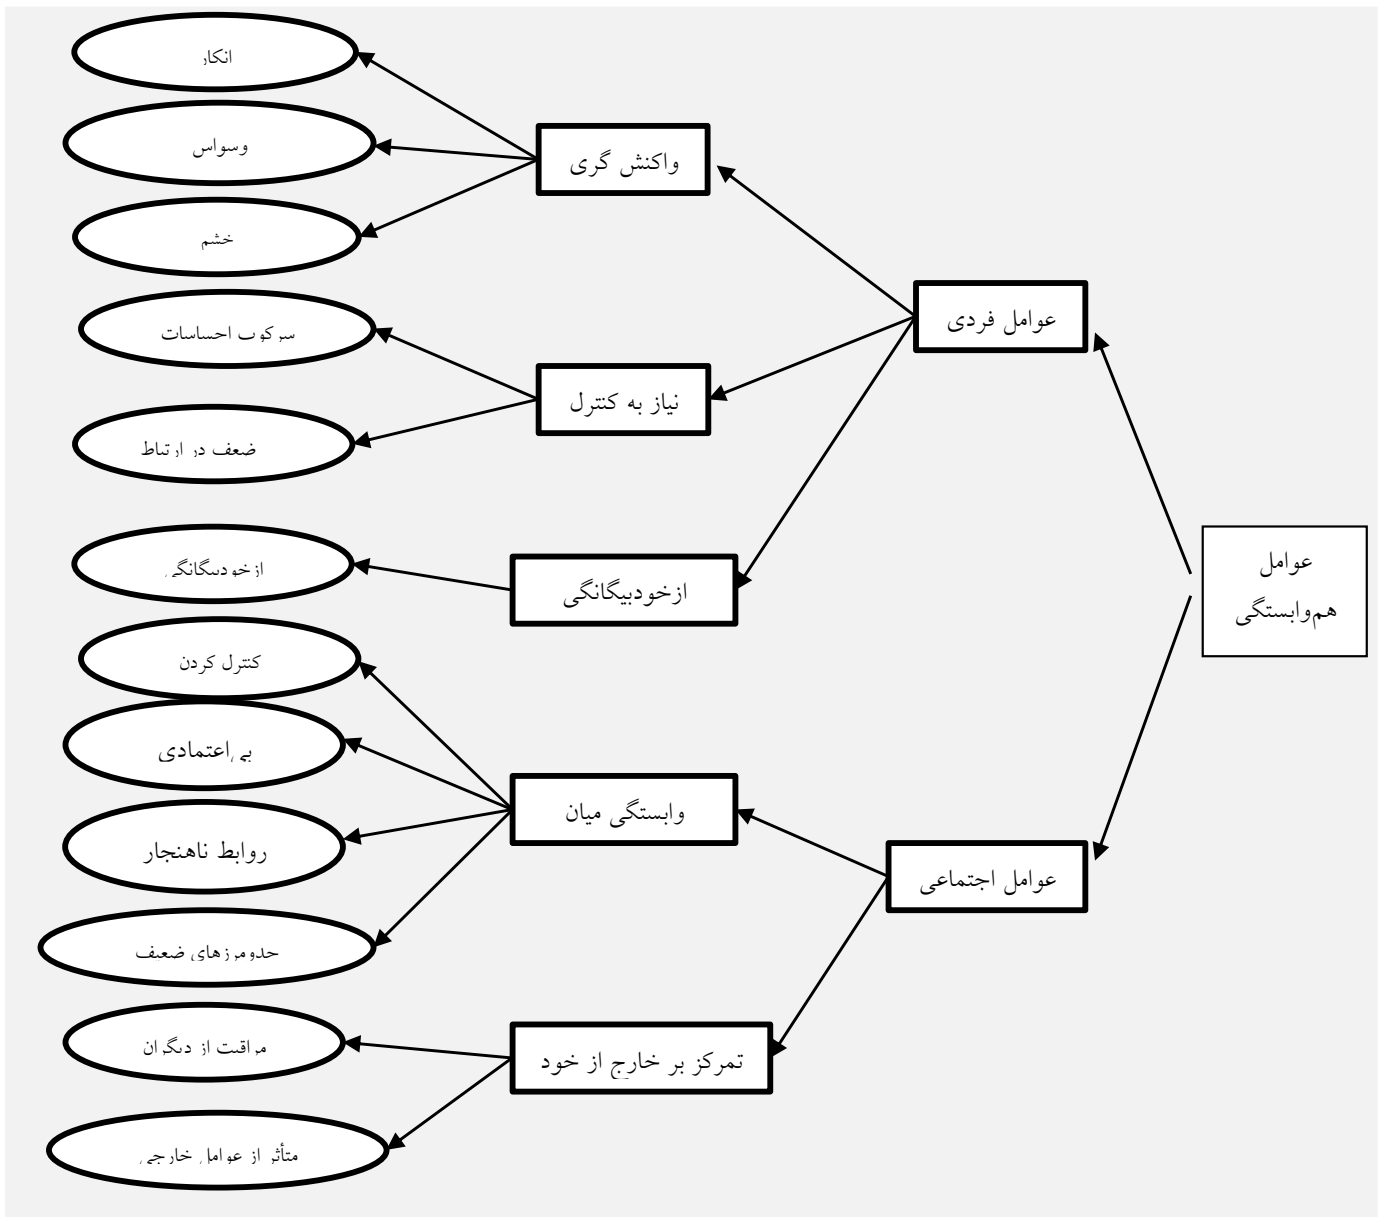 عوامل
هم‌وابستگی
عوامل فردی
عوامل اجتماعی
واکنش گری
نیاز به کنترل
ازخودبیگانگی
وابستگی میان
تمرکز بر خارج از خود
انکار
وسواس
خشم
سرکوب احساسات
ضعف در ارتباط
ازخودبیگانگی
کنترل کردن
بی‌اعتمادی
روابط ناهنجار
حدومرزهای ضعیف
مراقبت از دیگران
متأثر از عوامل خارجی